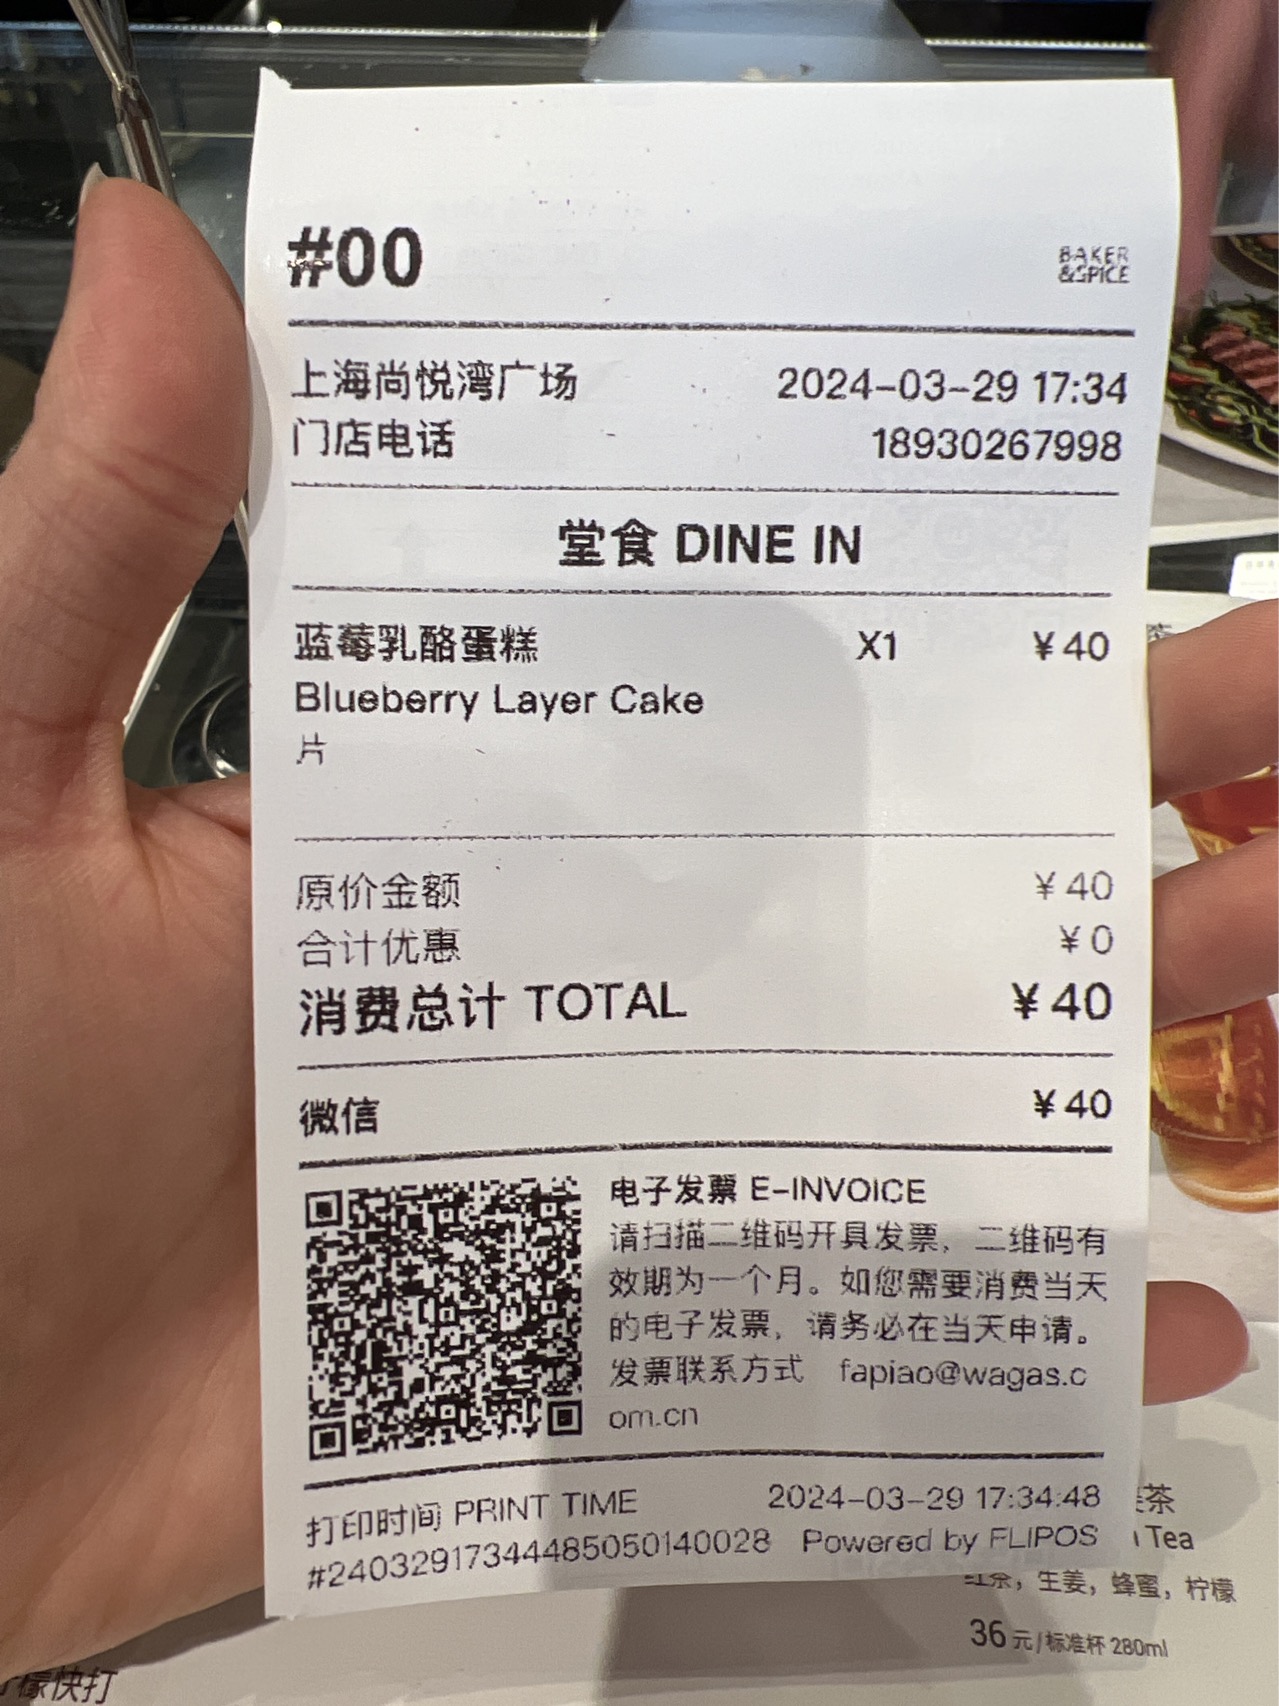 #00
BAKER
&SPICE
上海尚悦湾广场 2024-03-29 17:34
门店电话 18930267998
堂食 DINE IN
蓝莓乳酪蛋糕 X1 ¥40
Blueberry Layer Cake
片
原价金额 ¥40
合计优惠 ¥0
消费总计 TOTAL ¥40
微信 ¥40
电子发票 E-INVOICE
请扫描二维码开具发票，二维码有
效期为一个月。如您需要消费当天
的电子发票，请务必在当天申请。
发票联系方式 fapiao@wagas.c
om.cn
打印时间 PRINT TIME 2024-03-29 17:34:48
#24032917344485050140028 Powered by FLIPOS
茶
Tea
红茶，生姜，蜂蜜，柠檬
36 元/标准杯 280ml
檬快打